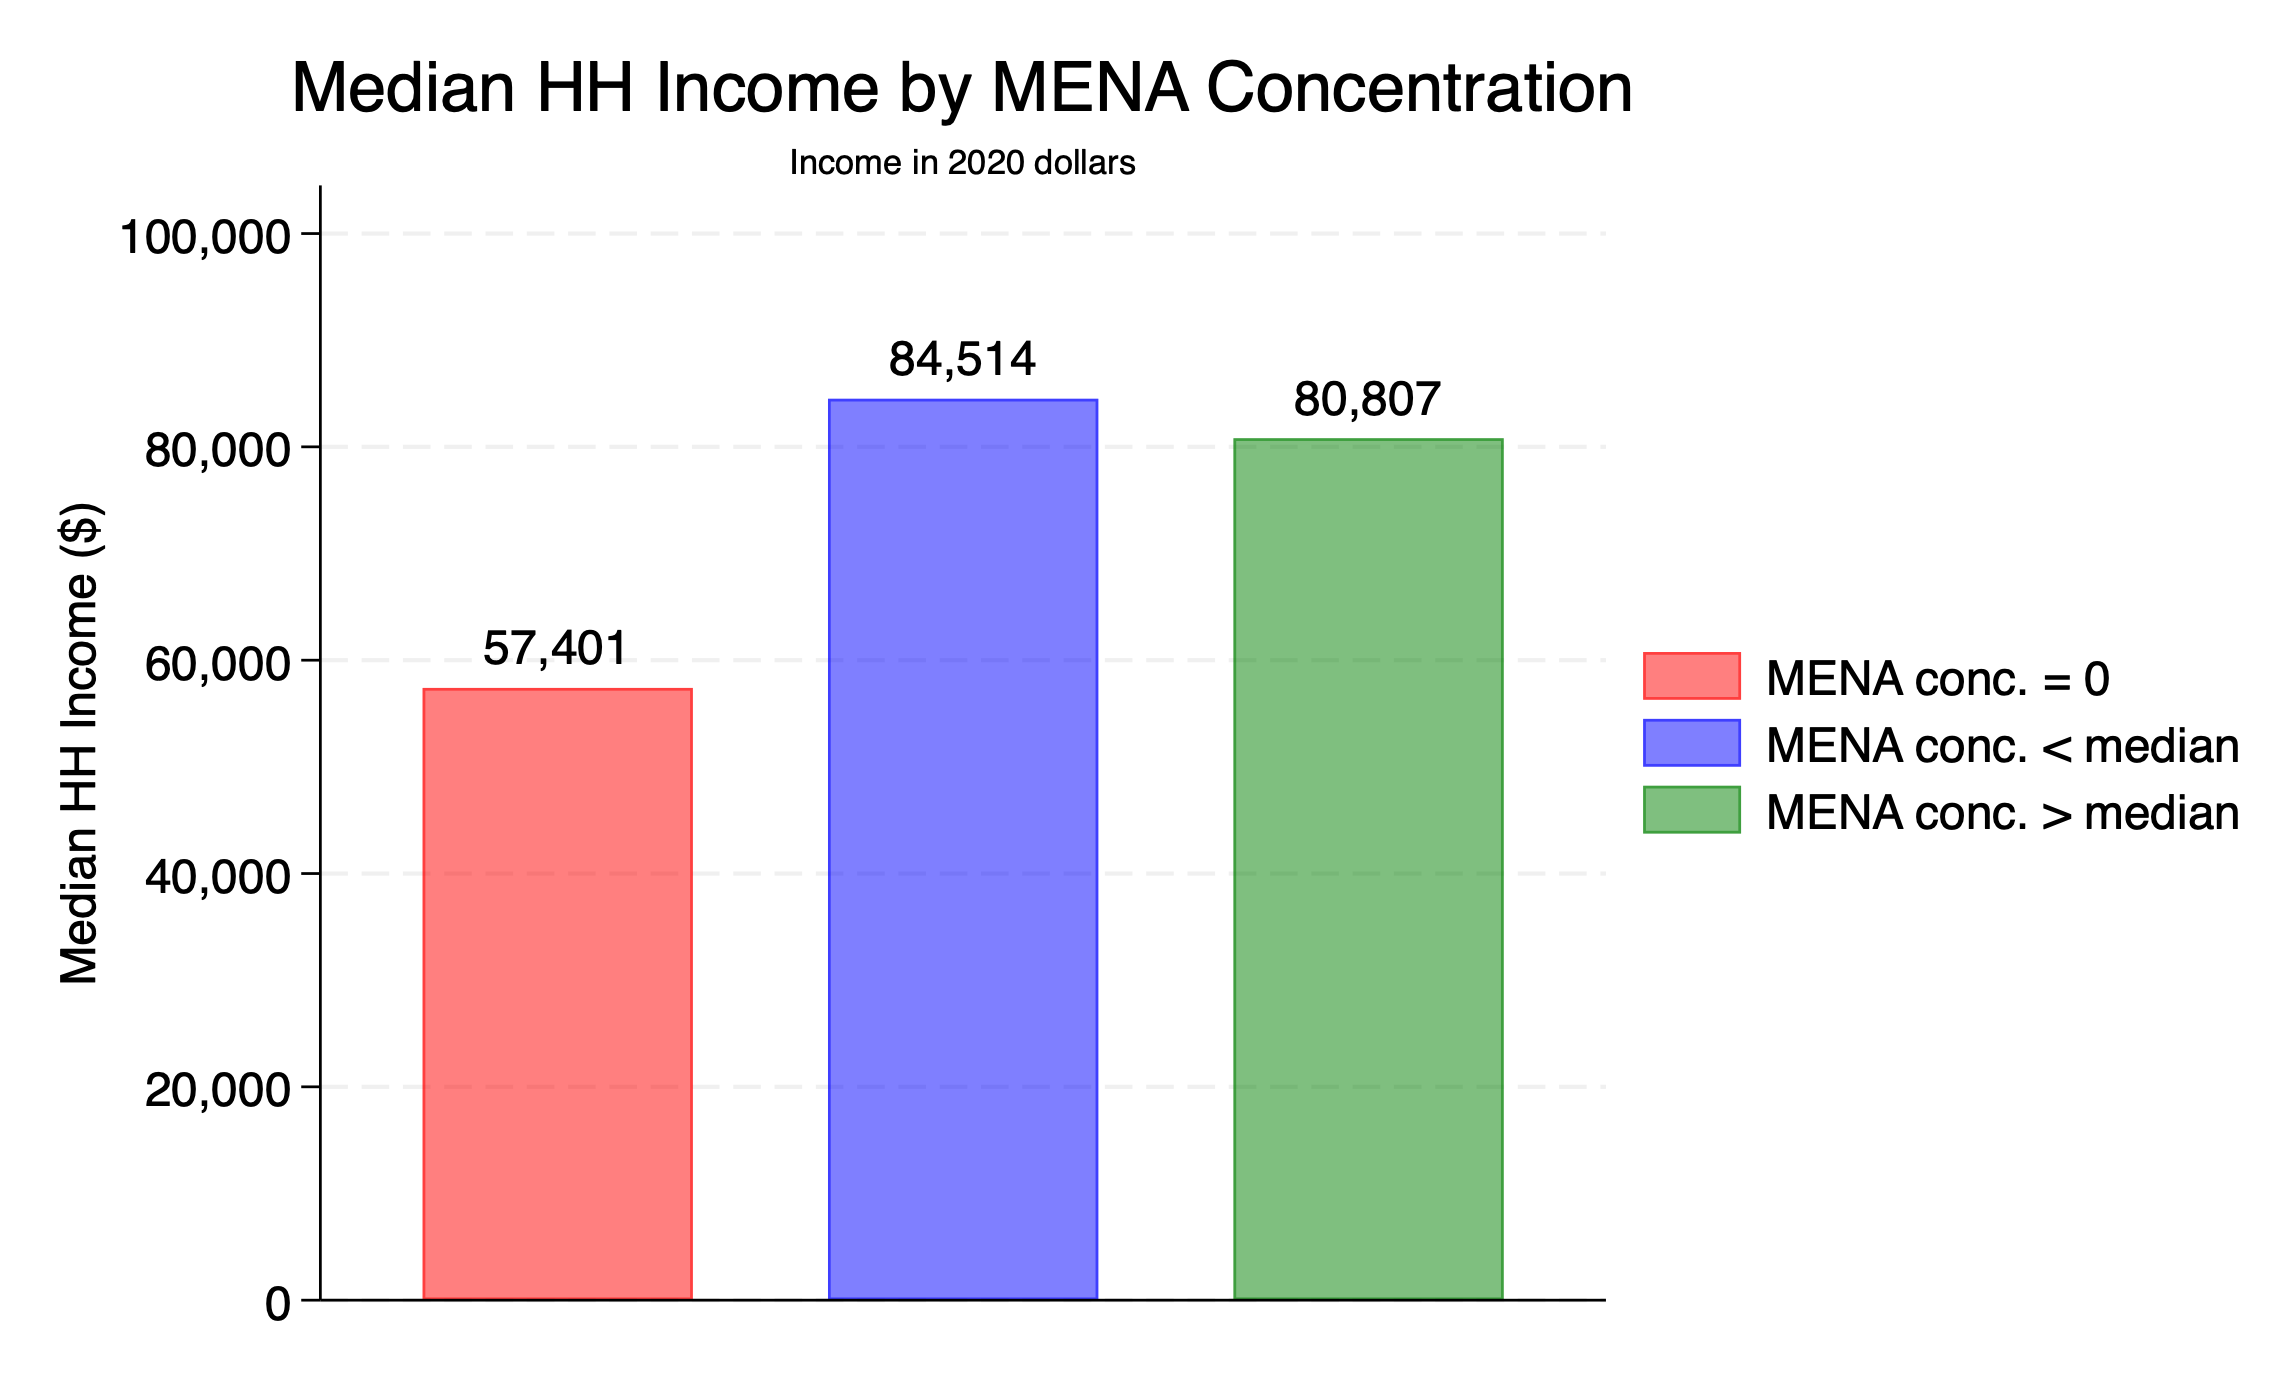 Median HH Income by MENA Concentration
Income in 2020 dollars
Median HH Income ($)
100,000
80,000
60,000
40,000
20,000
0
57,401
84,514
80,807
MENA conc. = 0
MENA conc. < median
MENA conc. > median